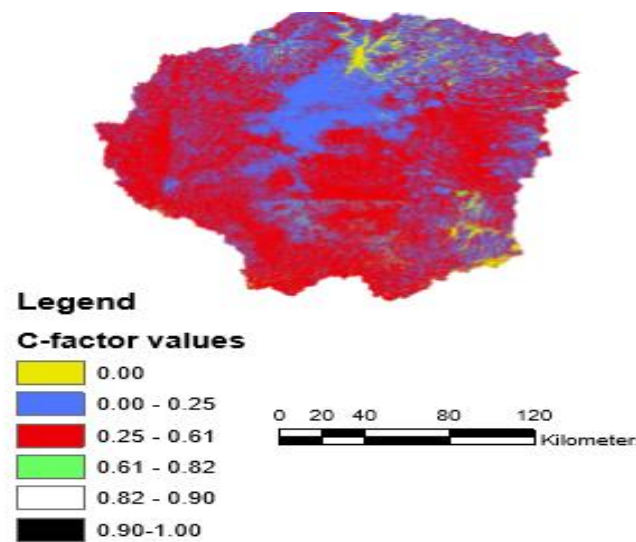 Legend
C-factor values
0.00
0.00 - 0.25
0.25 - 0.61
0.61 - 0.82
0.82 - 0.90
0.90-1.00
0 20 40 80 120
Kilometer